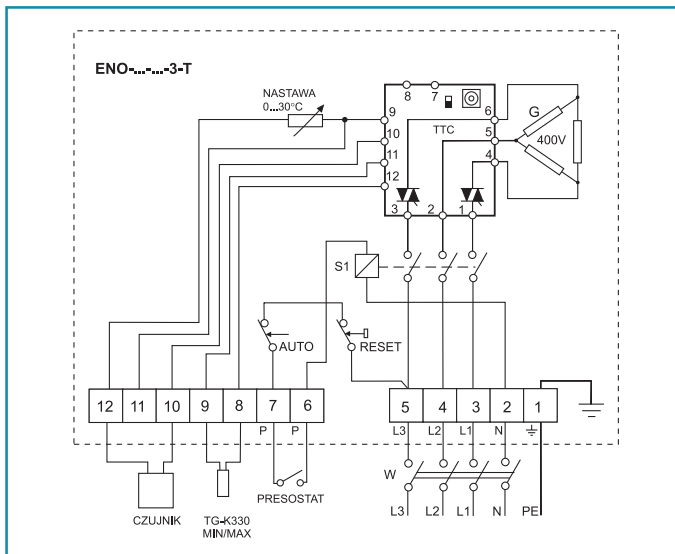 ENO-...-...-3-T
NASTAWA
0...30°C
8 7
9 6
10 TTC 5 G
400V
11 4
12
3 2 1
S1
AUTO RESET
12 11 10 9 8 7 6 5 4 3 2 1
P P L3 L2 L1 N
W
PRESOSTAT
CZUJNIK TG-K330
MIN/MAX
L3 L2 L1 N PE